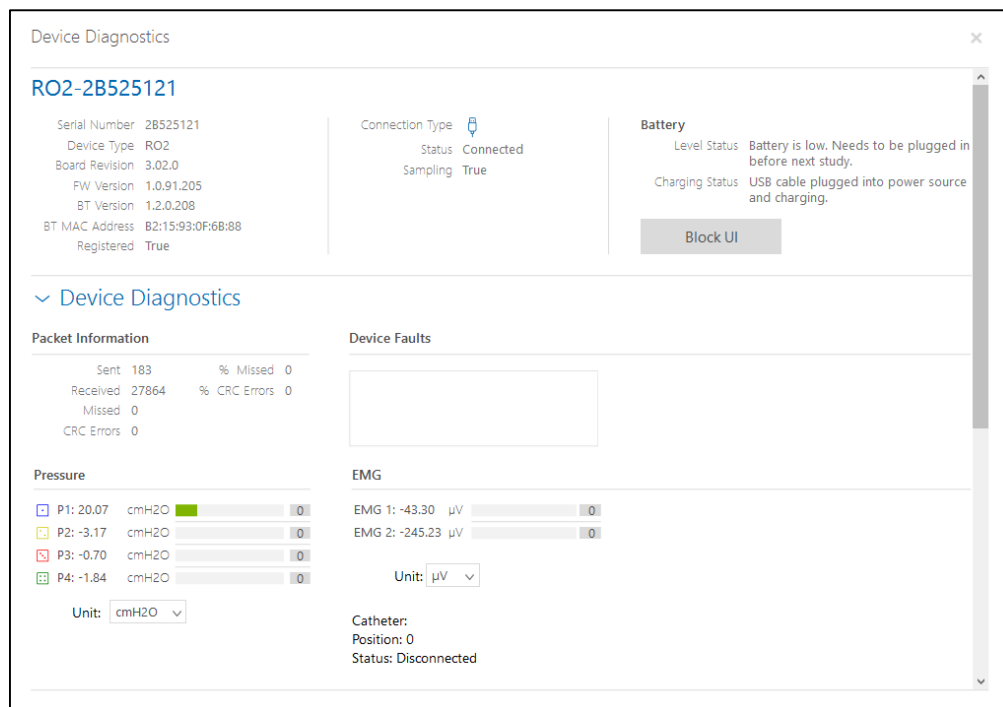 Device Diagnostics
RO2-2B525121
Serial Number 2B525121
Device Type RO2
Board Revision 3.02.0
FW Version 1.0.91.205
BT Version 1.2.0.208
BT MAC Address B2:15:93:0F:6B:88
Registered True
Connection Type
Status Connected
Sampling True
Battery
Level Status Battery is low. Needs to be plugged in
before next study.
Charging Status USB cable plugged into power source
and charging.
Block UI
Device Diagnostics
Packet Information
Sent 183 % Missed 0
Received 27864 % CRC Errors 0
Missed 0
CRC Errors 0
Device Faults
Pressure
P1: 20.07 cmH2O 0
P2: -3.17 cmH2O 0
P3: -0.70 cmH2O 0
P4: -1.84 cmH2O 0
Unit: cmH2O
EMG
EMG 1: -43.30 µV 0
EMG 2: -245.23 µV 0
Unit: µV
Catheter:
Position: 0
Status: Disconnected